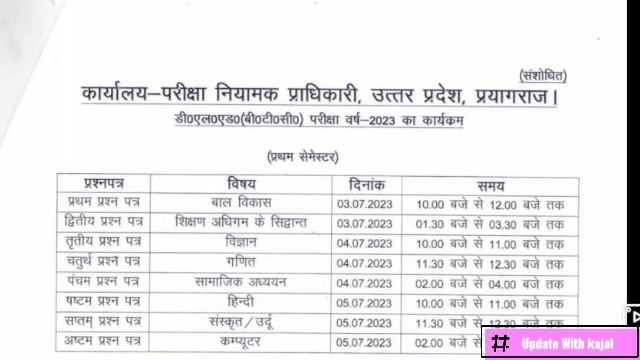 (संशोधित)
कार्यालय–परीक्षा नियामक प्राधिकारी, उत्तर प्रदेश, प्रयागराज।
डी0एल0एड0(बी0टी0सी0) परीक्षा वर्ष–2023 का कार्यकम
(प्रथम सेमेस्टर)
प्रश्नपत्र विषय दिनांक समय
प्रथम प्रश्न पत्र बाल विकास 03.07.2023 10.00 बजे से 12.00 बजे तक
द्वितीय प्रश्न पत्र शिक्षण अधिगम के सिद्वान्त 03.07.2023 01.30 बजे से 03.30 बजे तक
तृतीय प्रश्न पत्र विज्ञान 04.07.2023 10.00 बजे से 11.00 बजे तक
चतुर्थ प्रश्न पत्र गणित 04.07.2023 11.30 बजे से 12.30 बजे तक
पंचम प्रश्न पत्र सामाजिक अध्ययन 04.07.2023 02.00 बजे से 04.00 बजे तक
षष्टम प्रश्न पत्र हिन्दी 05.07.2023 10.00 बजे से 11.00 बजे तक
सप्तम् प्रश्न पत्र संस्कृत/उर्दू 05.07.2023 11.30 बजे से 12.30 बजे तक
अष्टम प्रश्न पत्र कम्प्यूटर 05.07.2023 02.00 बजे
# Update With kajal